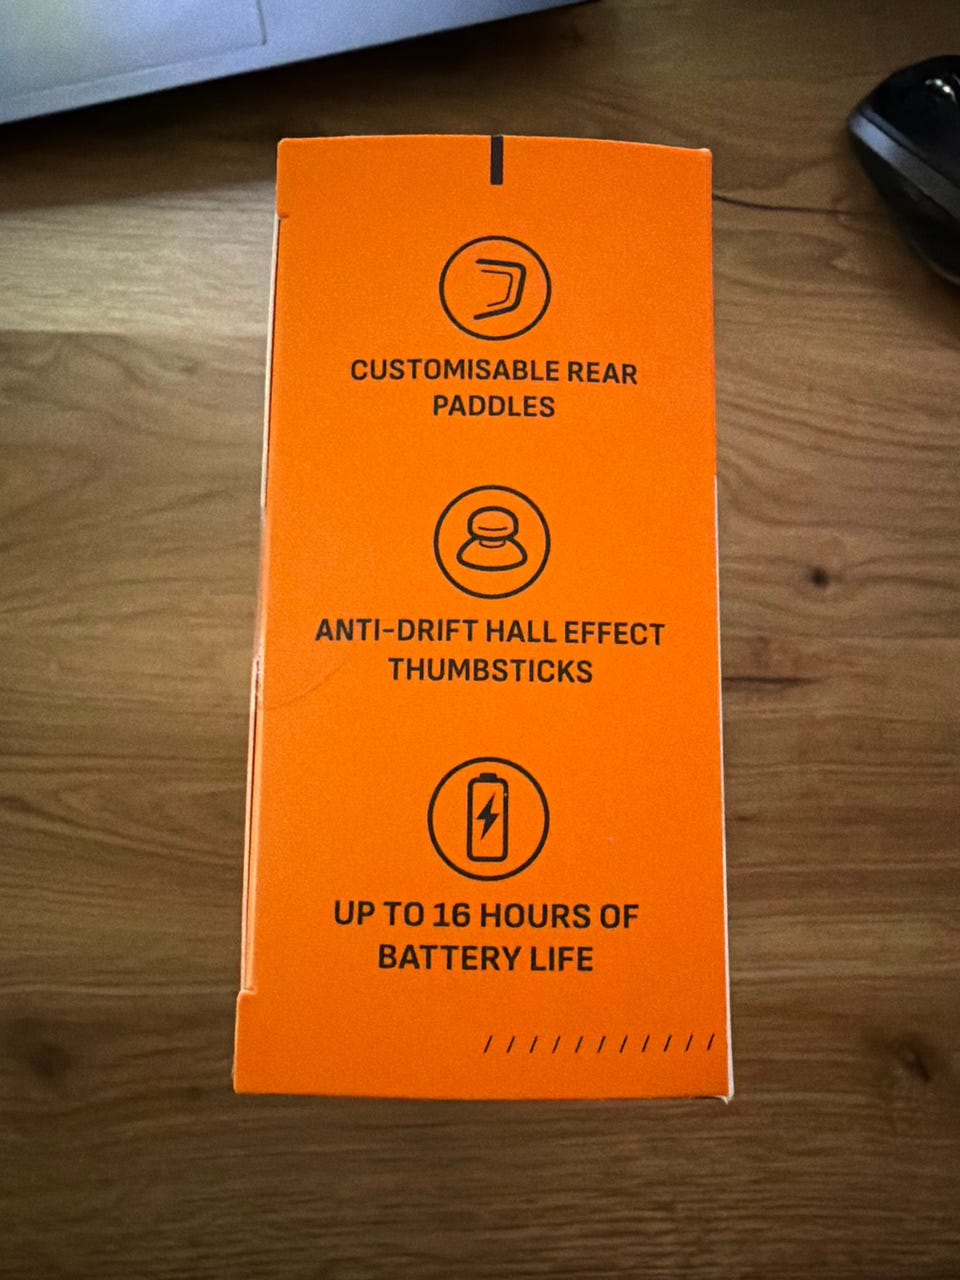 CUSTOMISABLE REAR
PADDLES
ANTI-DRIFT HALL EFFECT
THUMBSTICKS
UP TO 16 HOURS OF
BATTERY LIFE